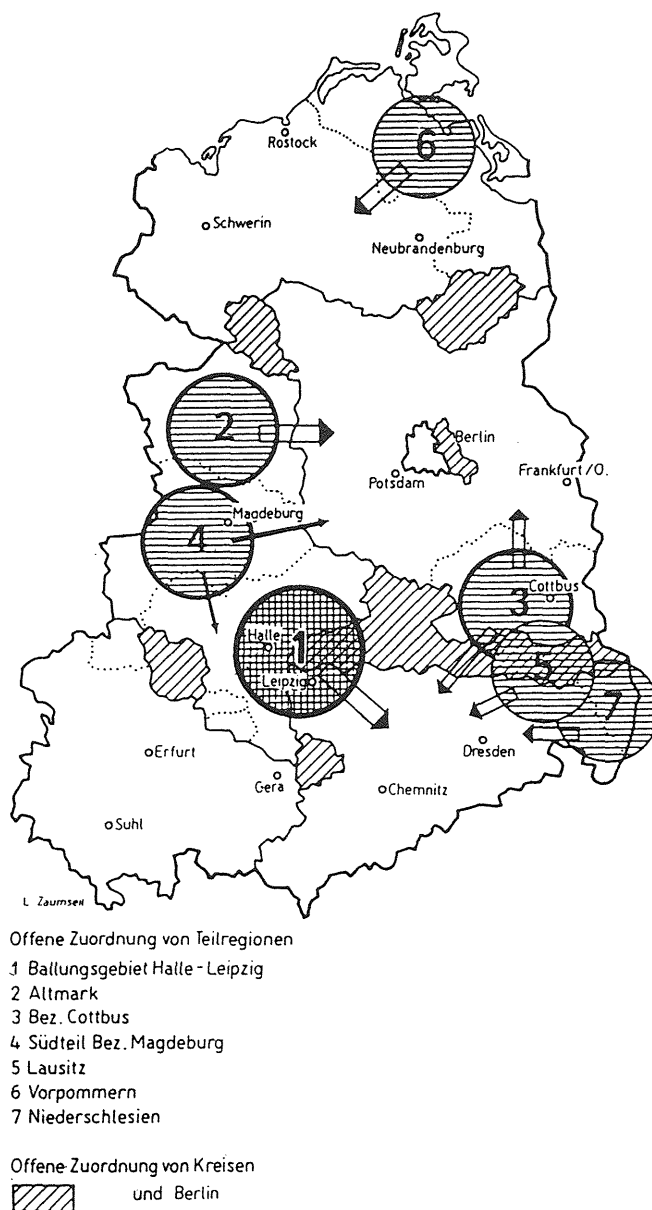 6
Rostock
Schwerin
Neubrandenburg
2
Berlin
Potsdam
Frankfurt/O.
Magdeburg
4
3
Cottbus
Halle
1
Leipzig
5
7
Dresden
Erfurt
Gera
Chemnitz
Suhl
L. Zaumseil
Offene Zuordnung von Teilregionen
1 Ballungsgebiet Halle-Leipzig
2 Altmark
3 Bez. Cottbus
4 Südteil Bez. Magdeburg
5 Lausitz
6 Vorpommern
7 Niederschlesien
Offene Zuordnung von Kreisen
und Berlin